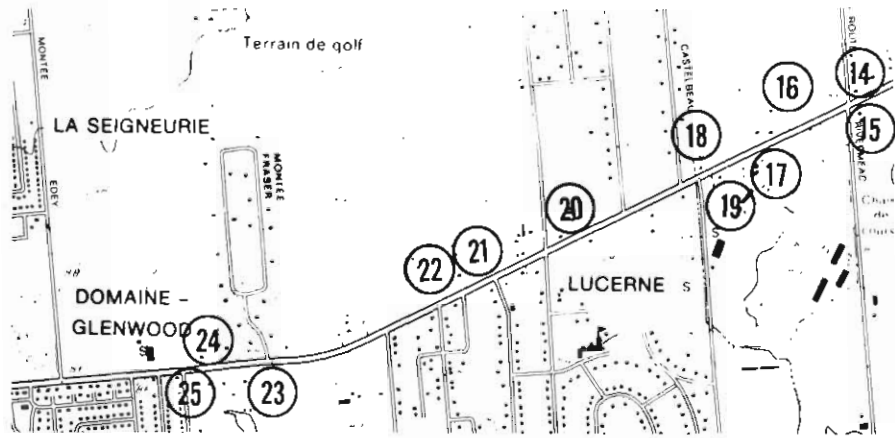 Terrain de golf
MONTÉE
LA SEIGNEURIE
EDEY
MONTÉE
FRASER
CASTELBEAU
14
15
16
17
18
19
20
21
22
LUCERNE
S
S
DOMAINE -
GLENWOOD
S
24
25
23